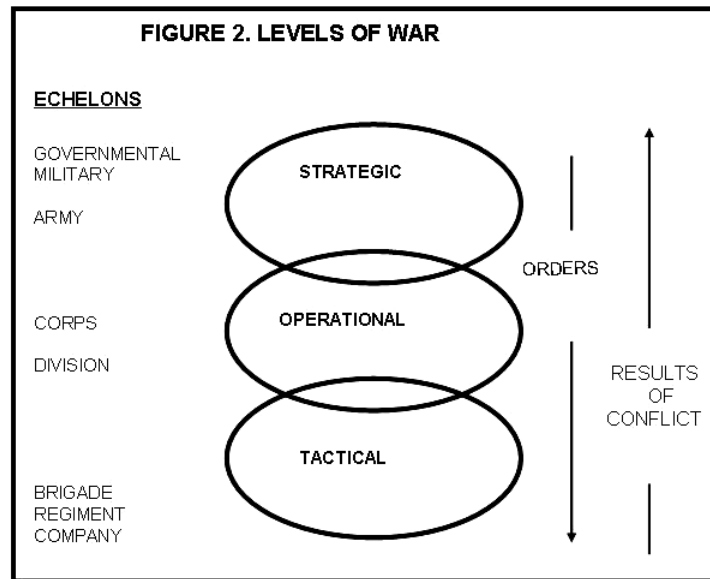 FIGURE 2. LEVELS OF WAR
ECHELONS
GOVERNMENTAL
MILITARY
ARMY
CORPS
DIVISION
BRIGADE
REGIMENT
COMPANY
STRATEGIC
OPERATIONAL
TACTICAL
ORDERS
RESULTS
OF
CONFLICT